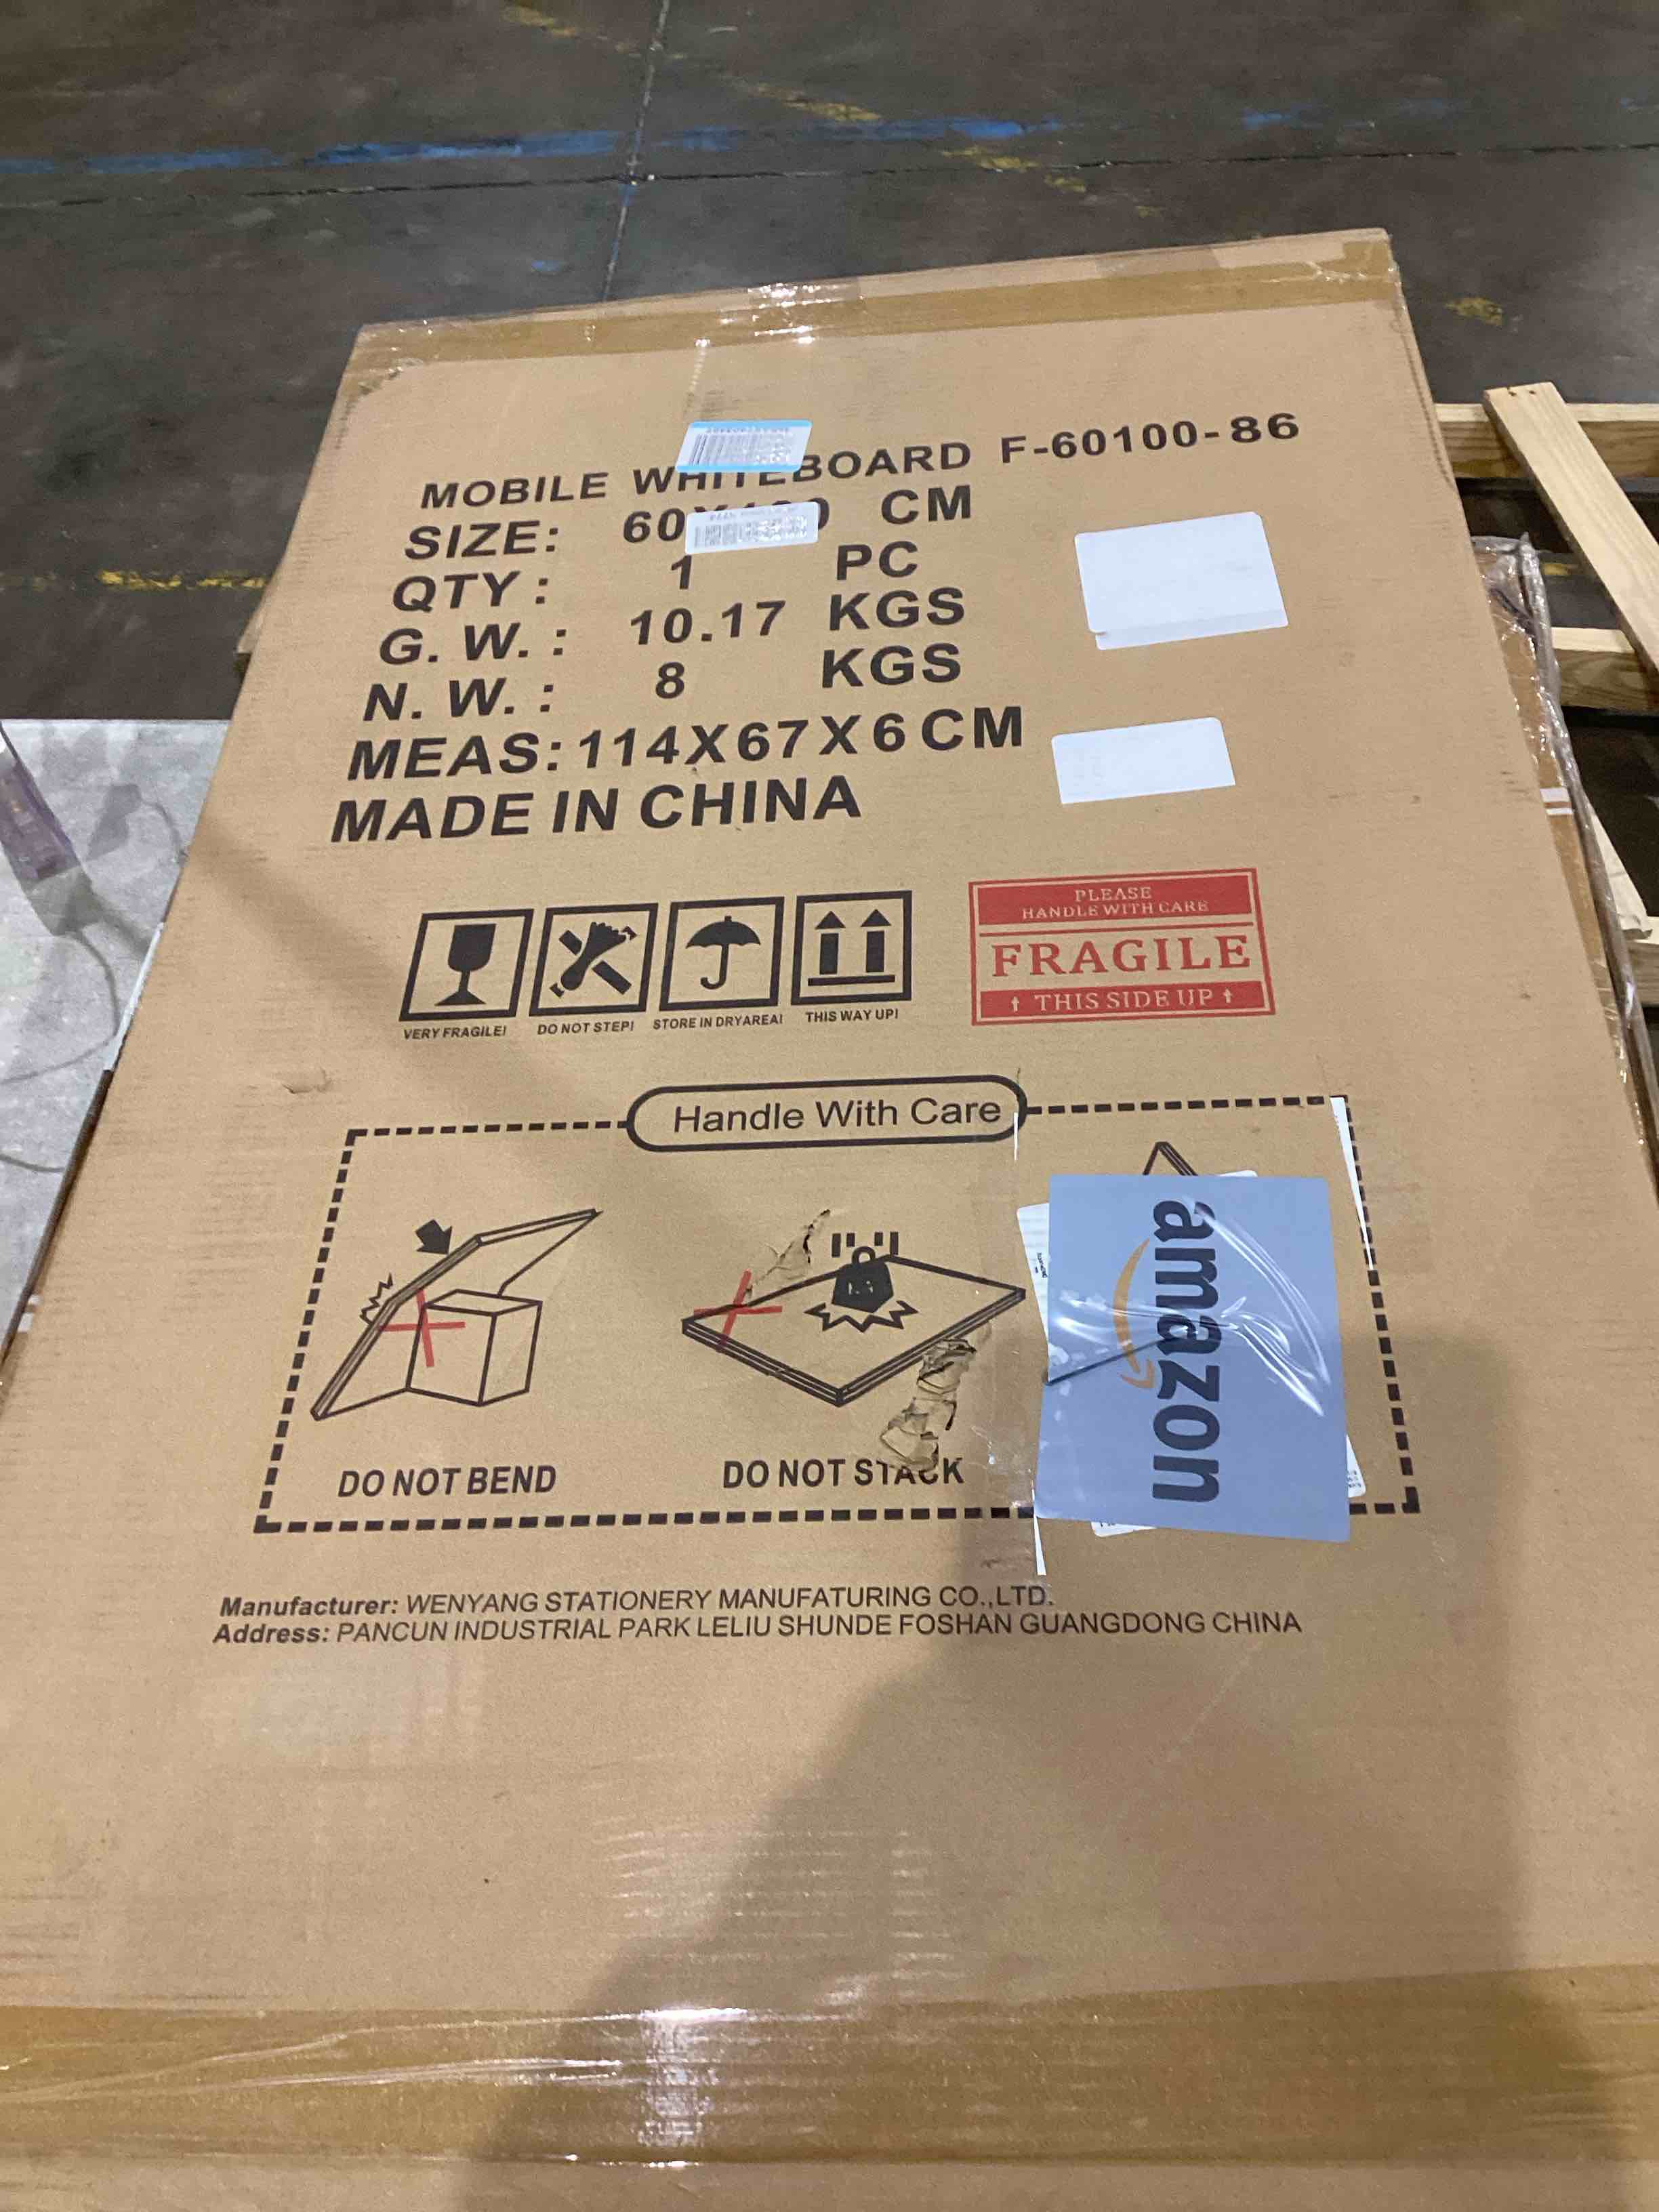 MOBILE WHITEBOARD F-60100-86
SIZE: 60X100 CM
QTY: 1 PC
G. W. : 10.17 KGS
N. W. : 8 KGS
MEAS: 114X67X6CM
MADE IN CHINA
VERY FRAGILE!
DO NOT STEP!
STORE IN DRYAREA!
THIS WAY UP!
PLEASE
HANDLE WITH CARE
FRAGILE
THIS SIDE UP
Handle With Care
DO NOT BEND
DO NOT STACK
amazon
Manufacturer: WENYANG STATIONERY MANUFATURING CO.,LTD.
Address: PANCUN INDUSTRIAL PARK LELIU SHUNDE FOSHAN GUANGDONG CHINA